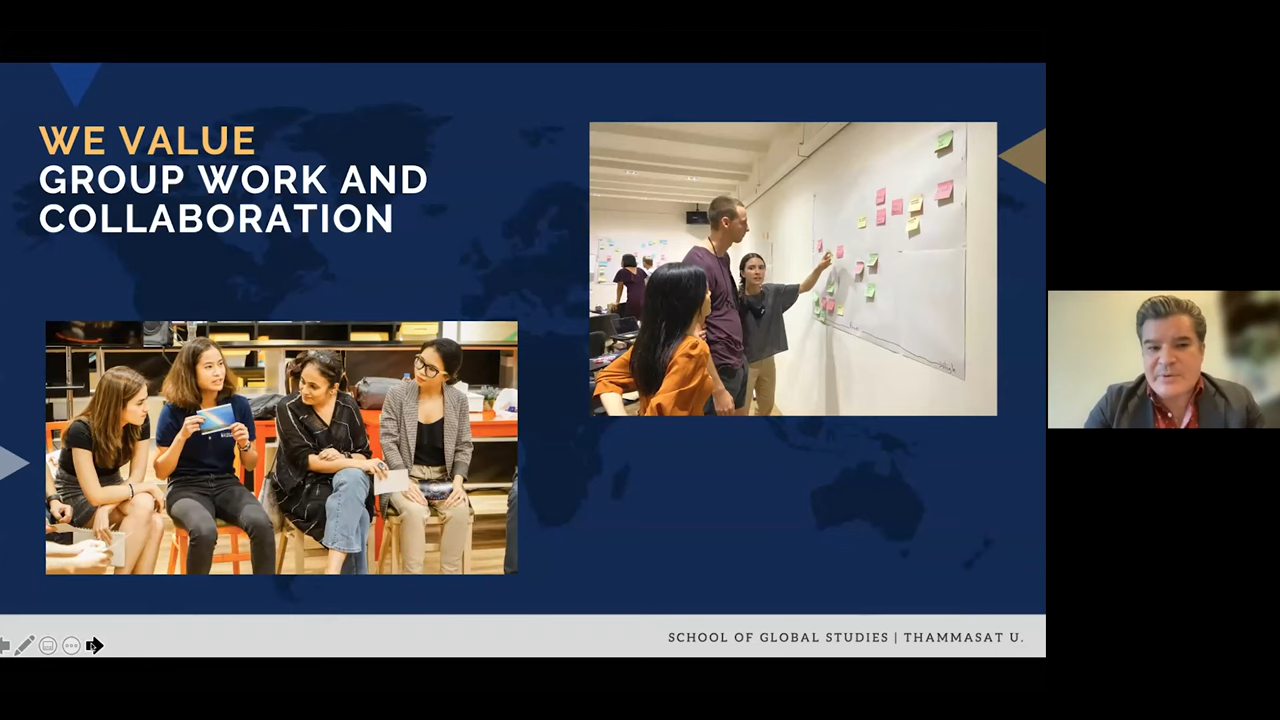 WE VALUE
GROUP WORK AND
COLLABORATION
SCHOOL OF GLOBAL STUDIES | THAMMASAT U.